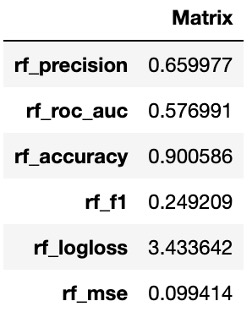 Matrix
rf_precision 0.659977
rf_roc_auc 0.576991
rf_accuracy 0.900586
rf_f1 0.249209
rf_logloss 3.433642
rf_mse 0.099414